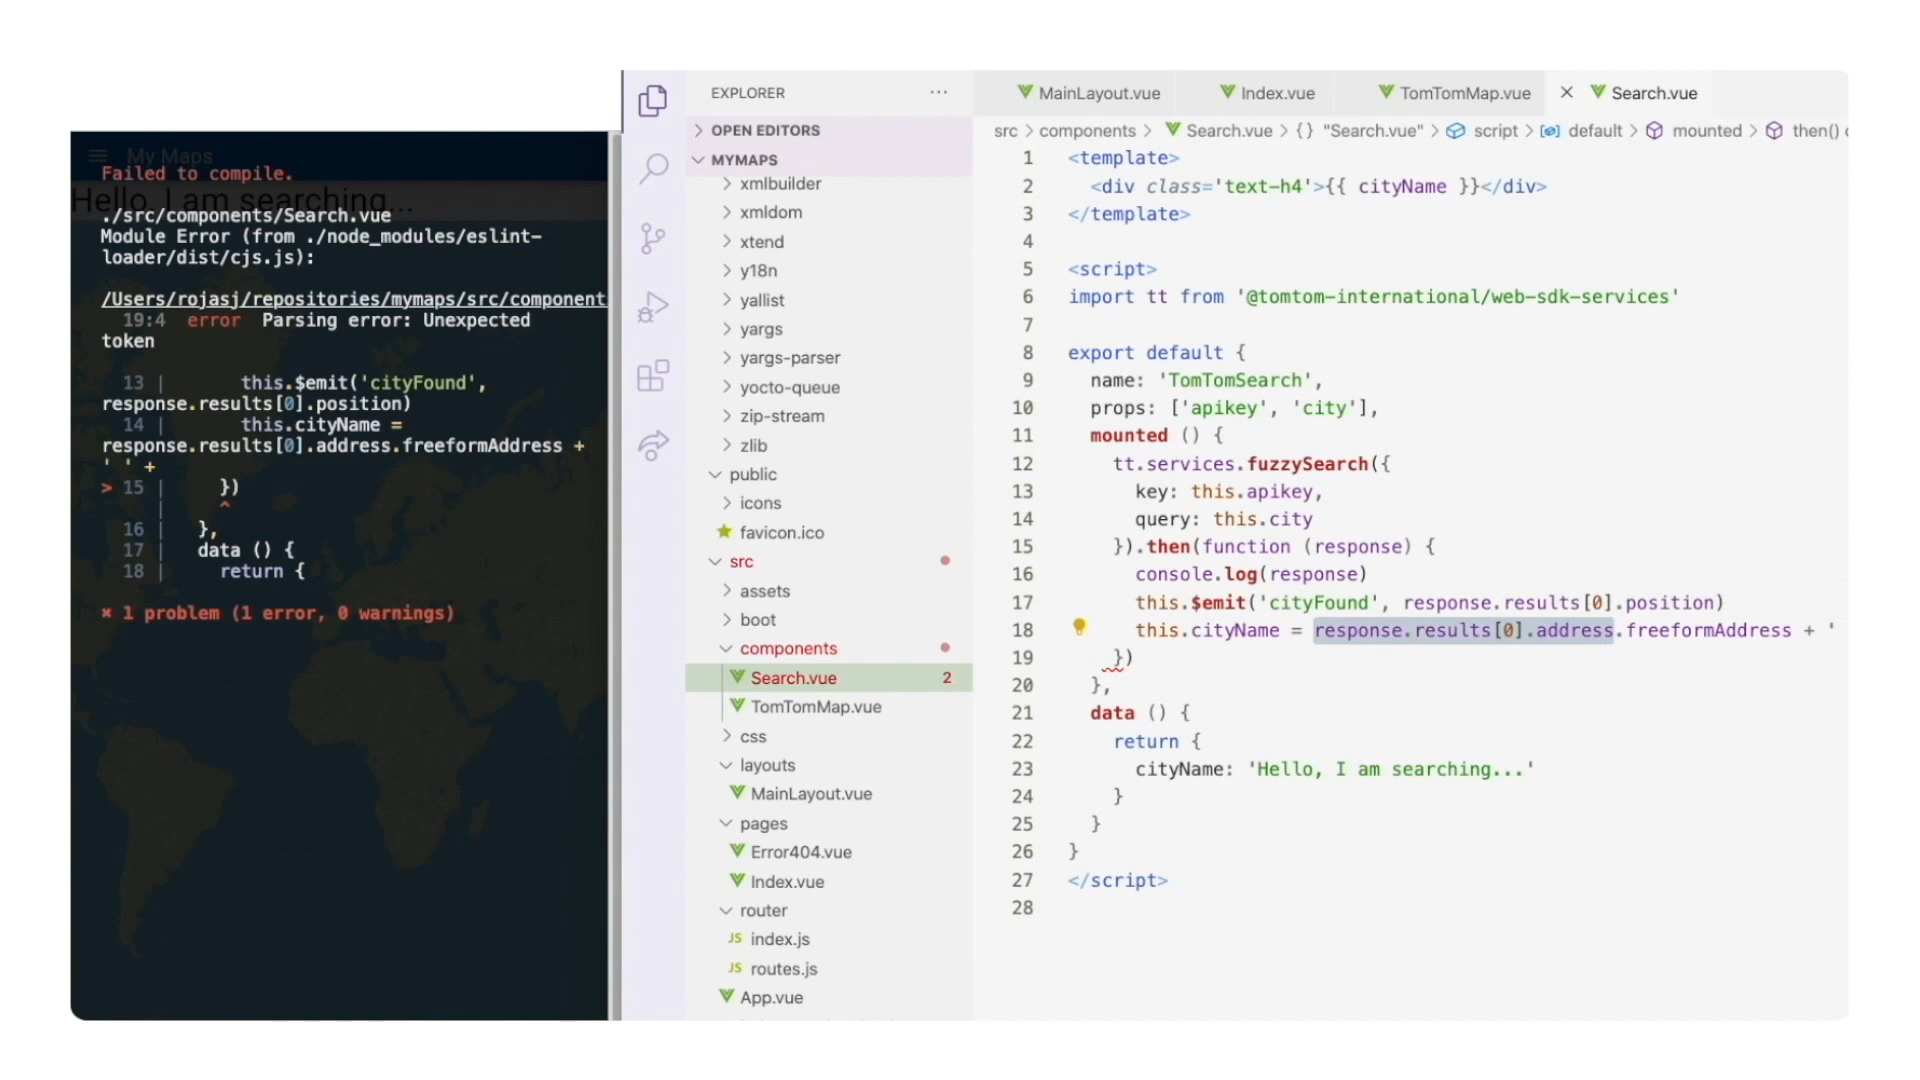 My Maps
Failed to compile.
Hello, I am searching...
./src/components/Search.vue
Module Error (from ./node_modules/eslint-
loader/dist/cjs.js):
/Users/rojasj/repositories/mymaps/src/component
19:4 error Parsing error: Unexpected
token
13 | this.$emit('cityFound',
response.results[0].position)
14 | this.cityName =
response.results[0].address.freeformAddress +
' ' +
> 15 | })
| ^
16 | },
17 | data () {
18 | return {
✖ 1 problem (1 error, 0 warnings)
EXPLORER ...
OPEN EDITORS
MYMAPS
xmlbuilder
xmldom
xtend
y18n
yallist
yargs
yargs-parser
yocto-queue
zip-stream
zlib
public
icons
favicon.ico
src
assets
boot
components
Search.vue 2
TomTomMap.vue
css
layouts
MainLayout.vue
pages
Error404.vue
Index.vue
router
JS index.js
JS routes.js
App.vue
MainLayout.vue Index.vue TomTomMap.vue × Search.vue
src > components > Search.vue > {} "Search.vue" > script > default > mounted > then() c
1 <template>
2 <div class='text-h4'>{{ cityName }}</div>
3 </template>
4
5 <script>
6 import tt from '@tomtom-international/web-sdk-services'
7
8 export default {
9 name: 'TomTomSearch',
10 props: ['apikey', 'city'],
11 mounted () {
12 tt.services.fuzzySearch({
13 key: this.apikey,
14 query: this.city
15 }).then(function (response) {
16 console.log(response)
17 this.$emit('cityFound', response.results[0].position)
18 this.cityName = response.results[0].address.freeformAddress + '
19 })
20 },
21 data () {
22 return {
23 cityName: 'Hello, I am searching...'
24 }
25 }
26 }
27 </script>
28